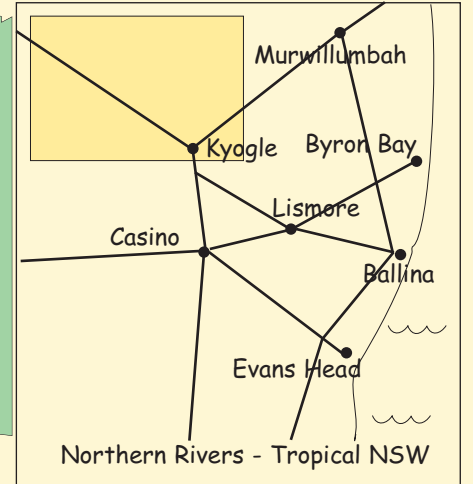 Murwillumbah
Kyogle
Byron Bay
Lismore
Casino
Ballina
Evans Head
Northern Rivers - Tropical NSW